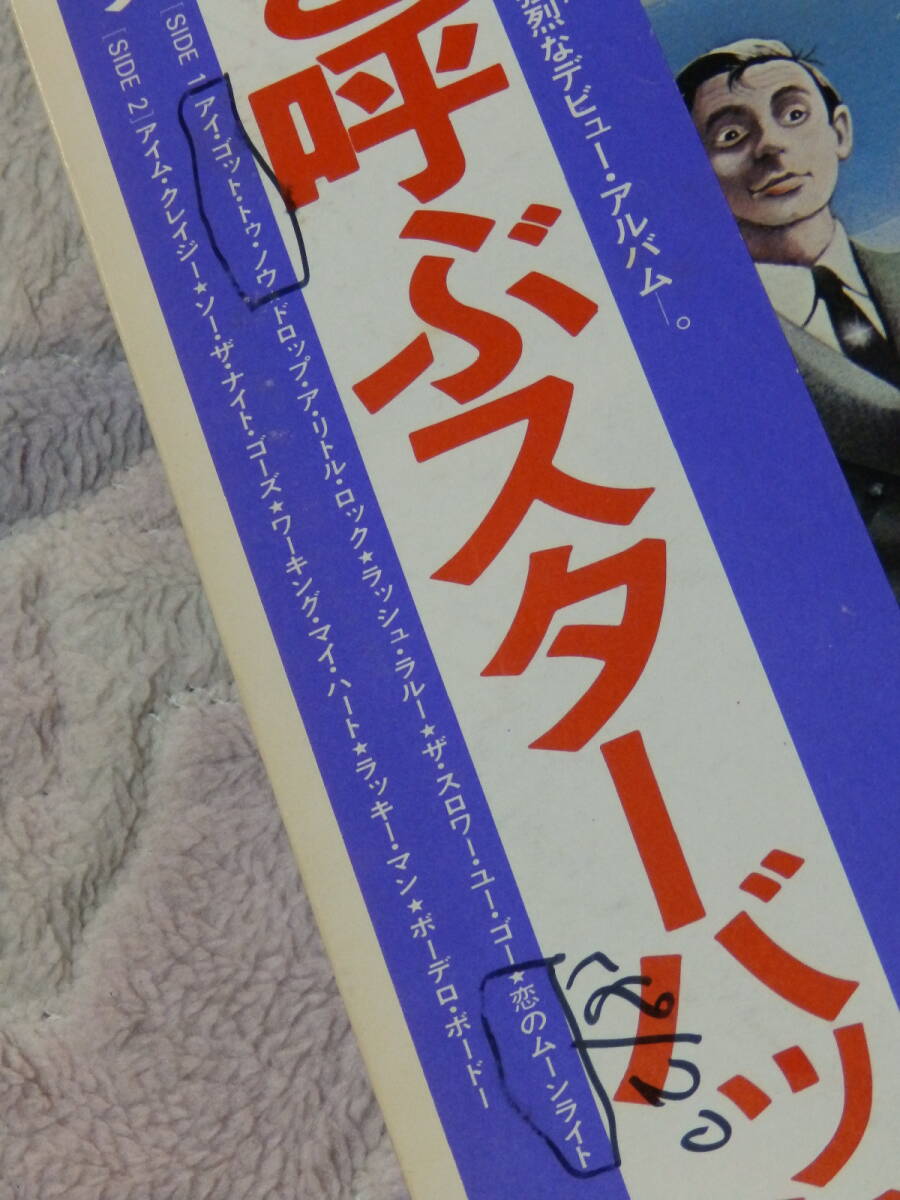 烈なデビュー・アルバム—。
呼ぶスターバッ
［SIDE 1］アイ・ゴット・トゥ・ノウ★ドロップ・ア・リトル・ロック★ラッシュ・ラルー★ザ・スロワー・ユー・ゴー★恋のムーンライト
［SIDE 2］アイム・クレイジー★ソー・ザ・ナイト・ゴーズ★ワーキング・マイ・ハート★ラッキー・マン★ボーデロ・ボードー